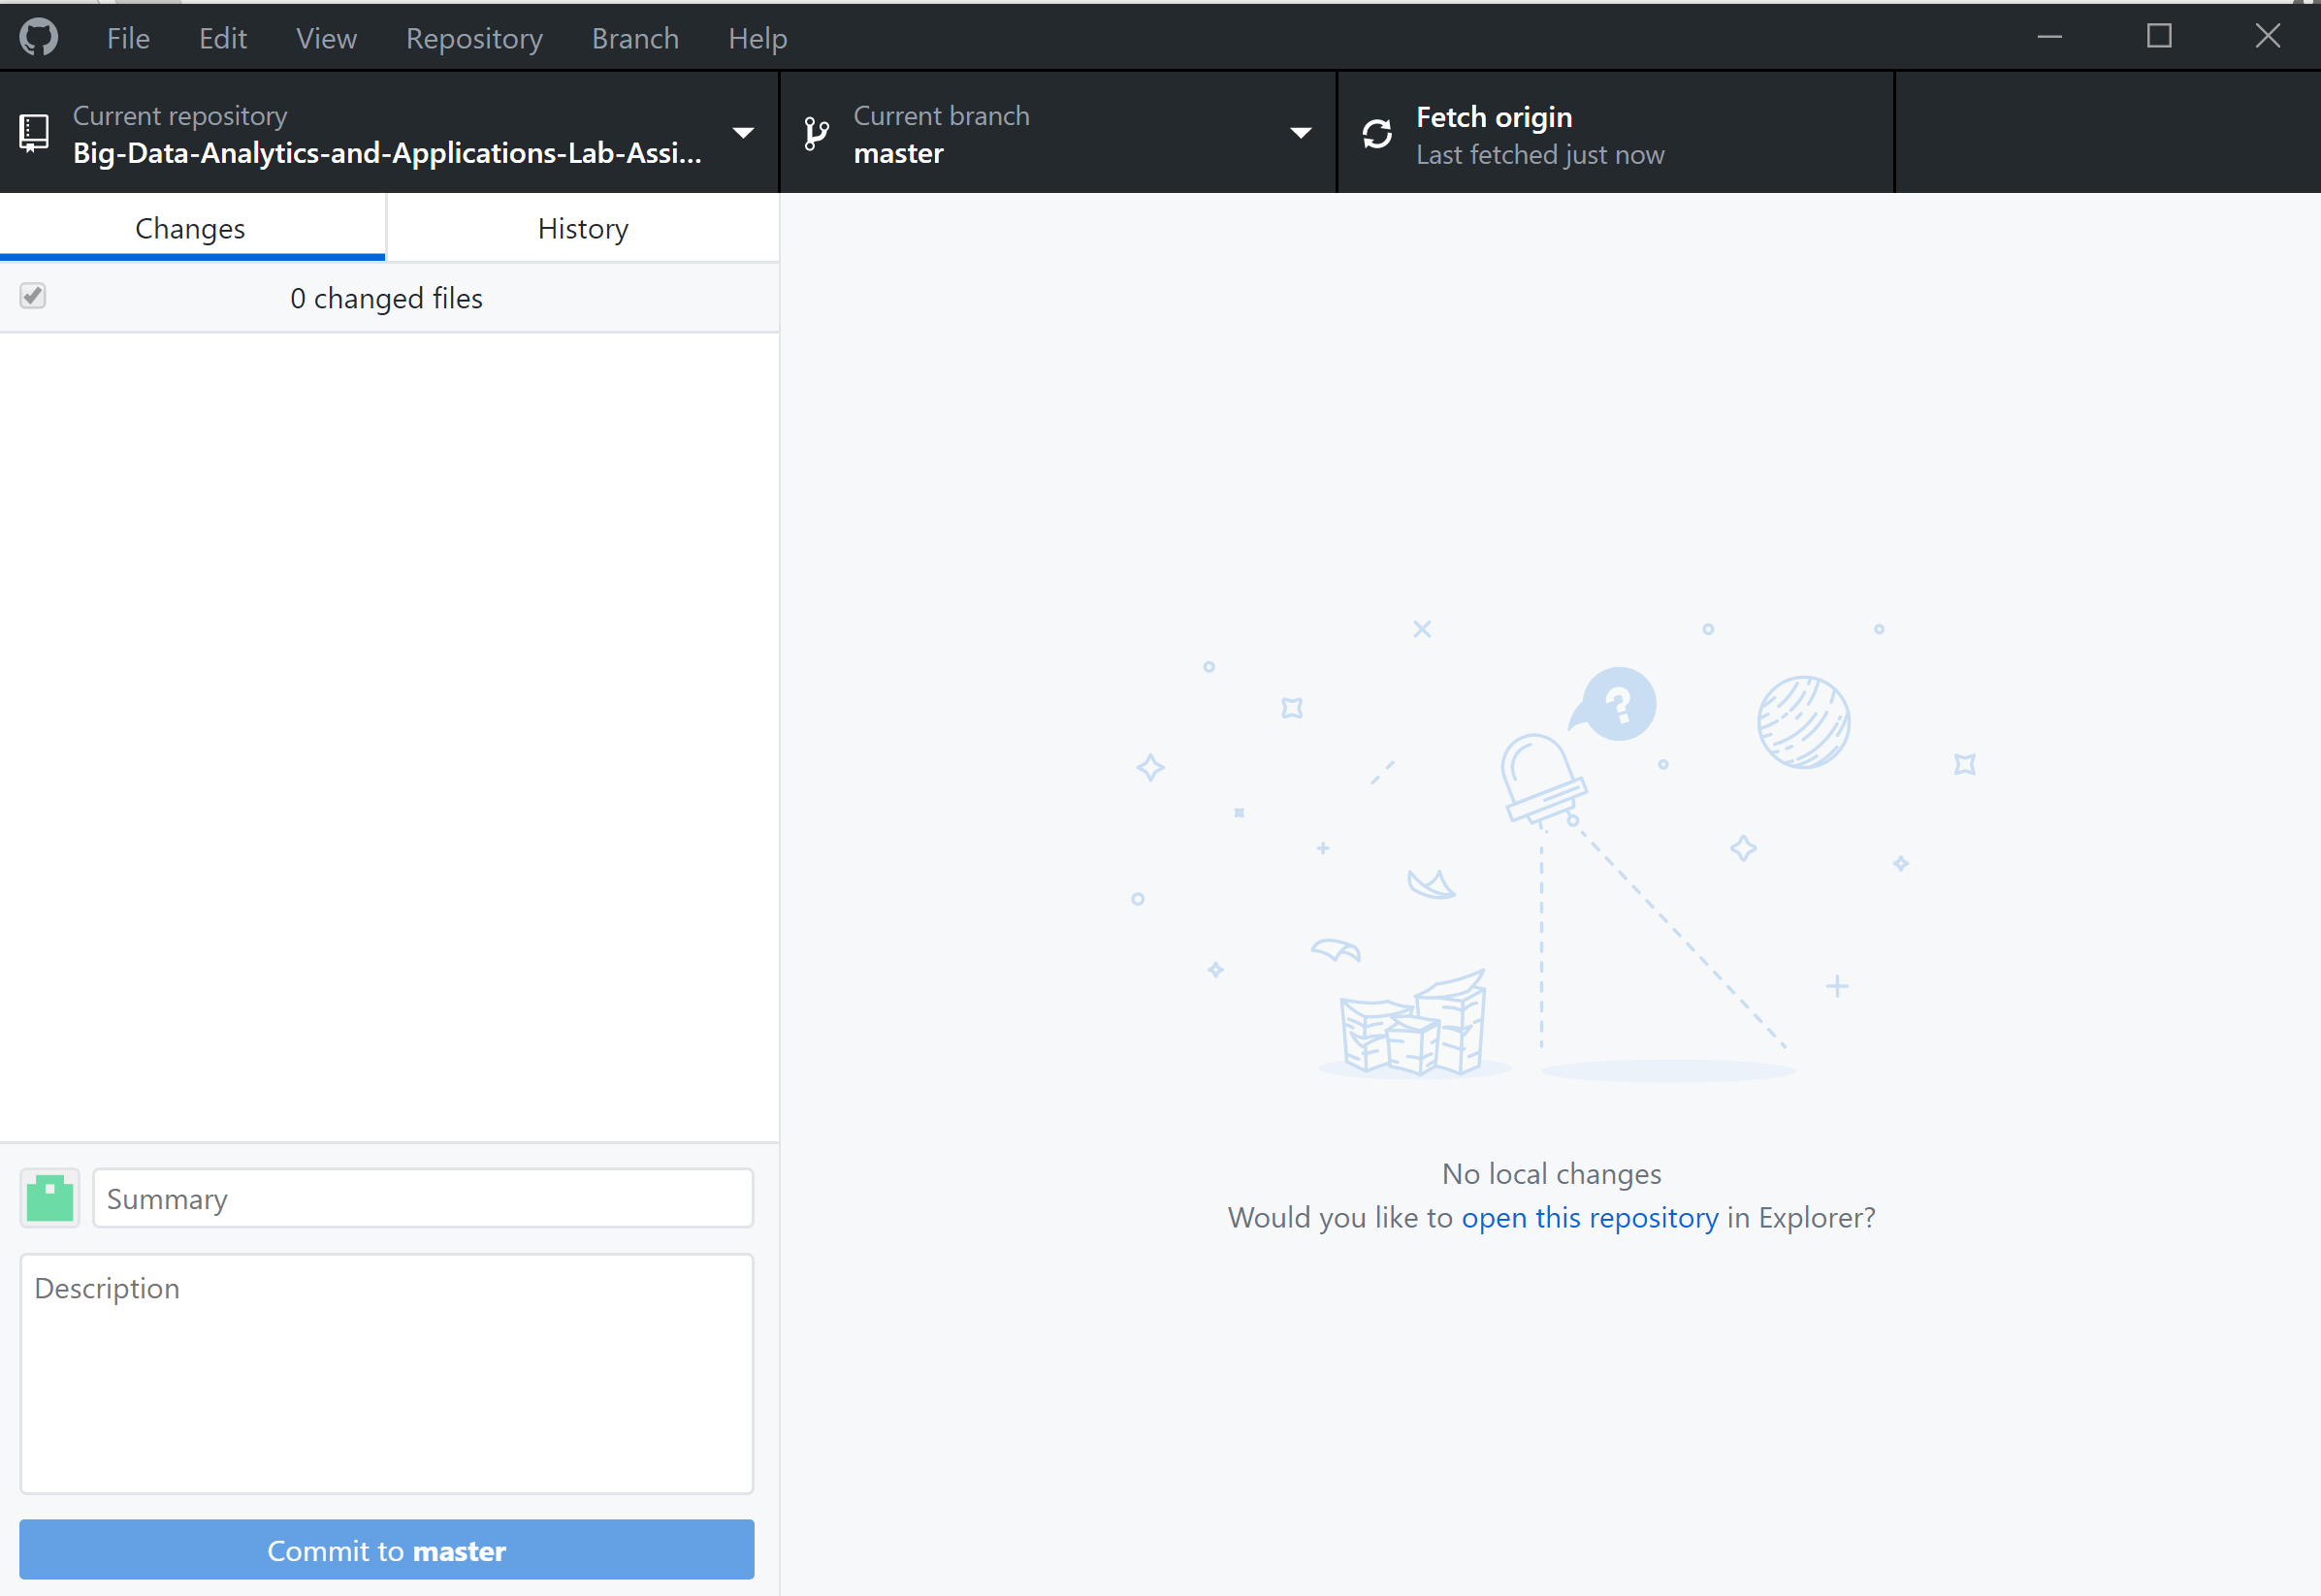 File Edit View Repository Branch Help
Current repository
Big-Data-Analytics-and-Applications-Lab-Assi...
Current branch
master
Fetch origin
Last fetched just now
Changes
History
0 changed files
?
No local changes
Would you like to open this repository in Explorer?
Summary
Description
Commit to master